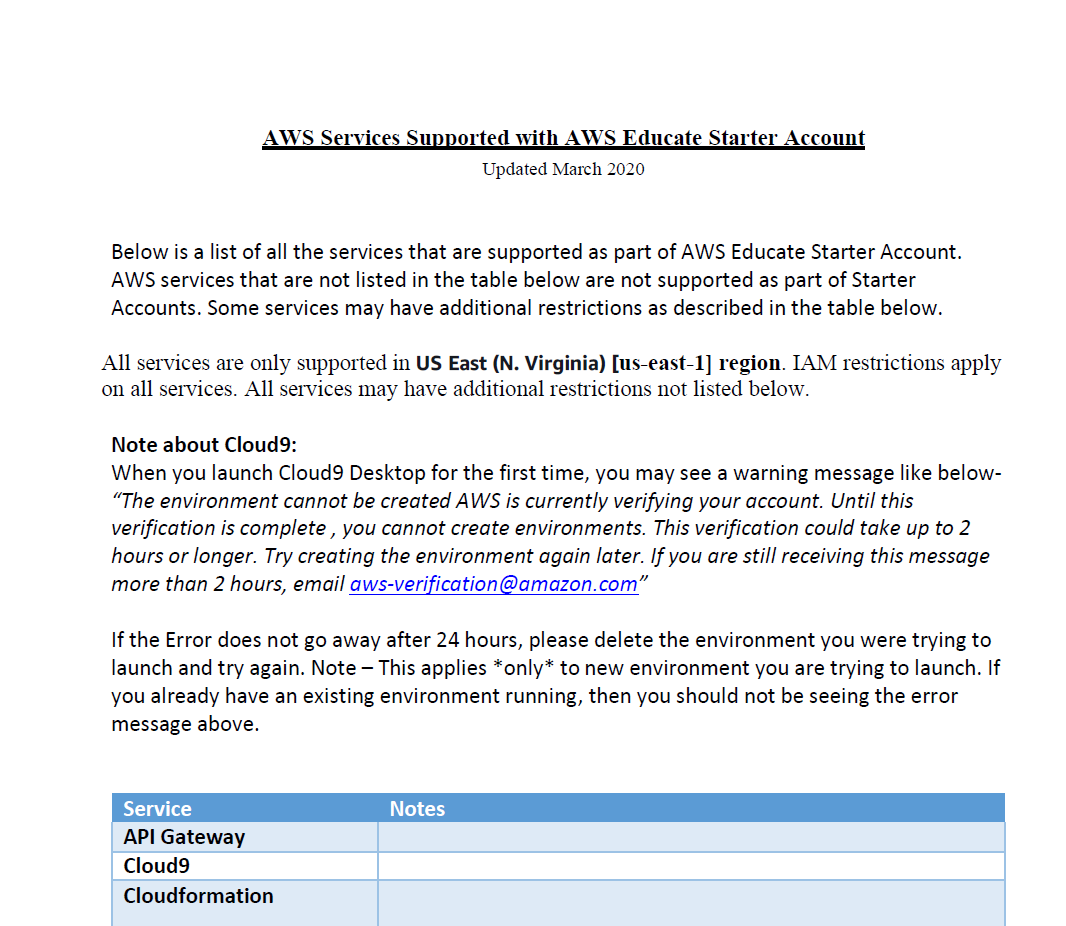 AWS Services Supported with AWS Educate Starter Account
Updated March 2020
Below is a list of all the services that are supported as part of AWS Educate Starter Account.
AWS services that are not listed in the table below are not supported as part of Starter
Accounts. Some services may have additional restrictions as described in the table below.
All services are only supported in US East (N. Virginia) [us-east-1] region. IAM restrictions apply
on all services. All services may have additional restrictions not listed below.
Note about Cloud9:
When you launch Cloud9 Desktop for the first time, you may see a warning message like below-
“The environment cannot be created AWS is currently verifying your account. Until this
verification is complete , you cannot create environments. This verification could take up to 2
hours or longer. Try creating the environment again later. If you are still receiving this message
more than 2 hours, email aws-verification@amazon.com”
If the Error does not go away after 24 hours, please delete the environment you were trying to
launch and try again. Note – This applies *only* to new environment you are trying to launch. If
you already have an existing environment running, then you should not be seeing the error
message above.
Service Notes
API Gateway
Cloud9
Cloudformation